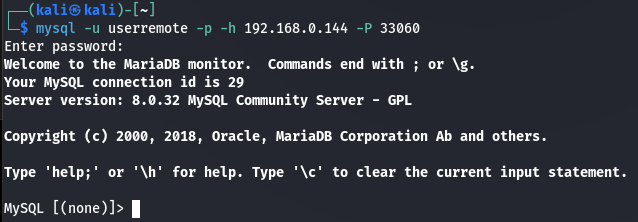 ┌──(kali㉿kali)-[~]
└─$ mysql -u userremote -p -h 192.168.0.144 -P 33060
Enter password:
Welcome to the MariaDB monitor.  Commands end with ; or \g.
Your MySQL connection id is 29
Server version: 8.0.32 MySQL Community Server - GPL
Copyright (c) 2000, 2018, Oracle, MariaDB Corporation Ab and others.
Type 'help;' or '\h' for help. Type '\c' to clear the current input statement.
MySQL [(none)]>